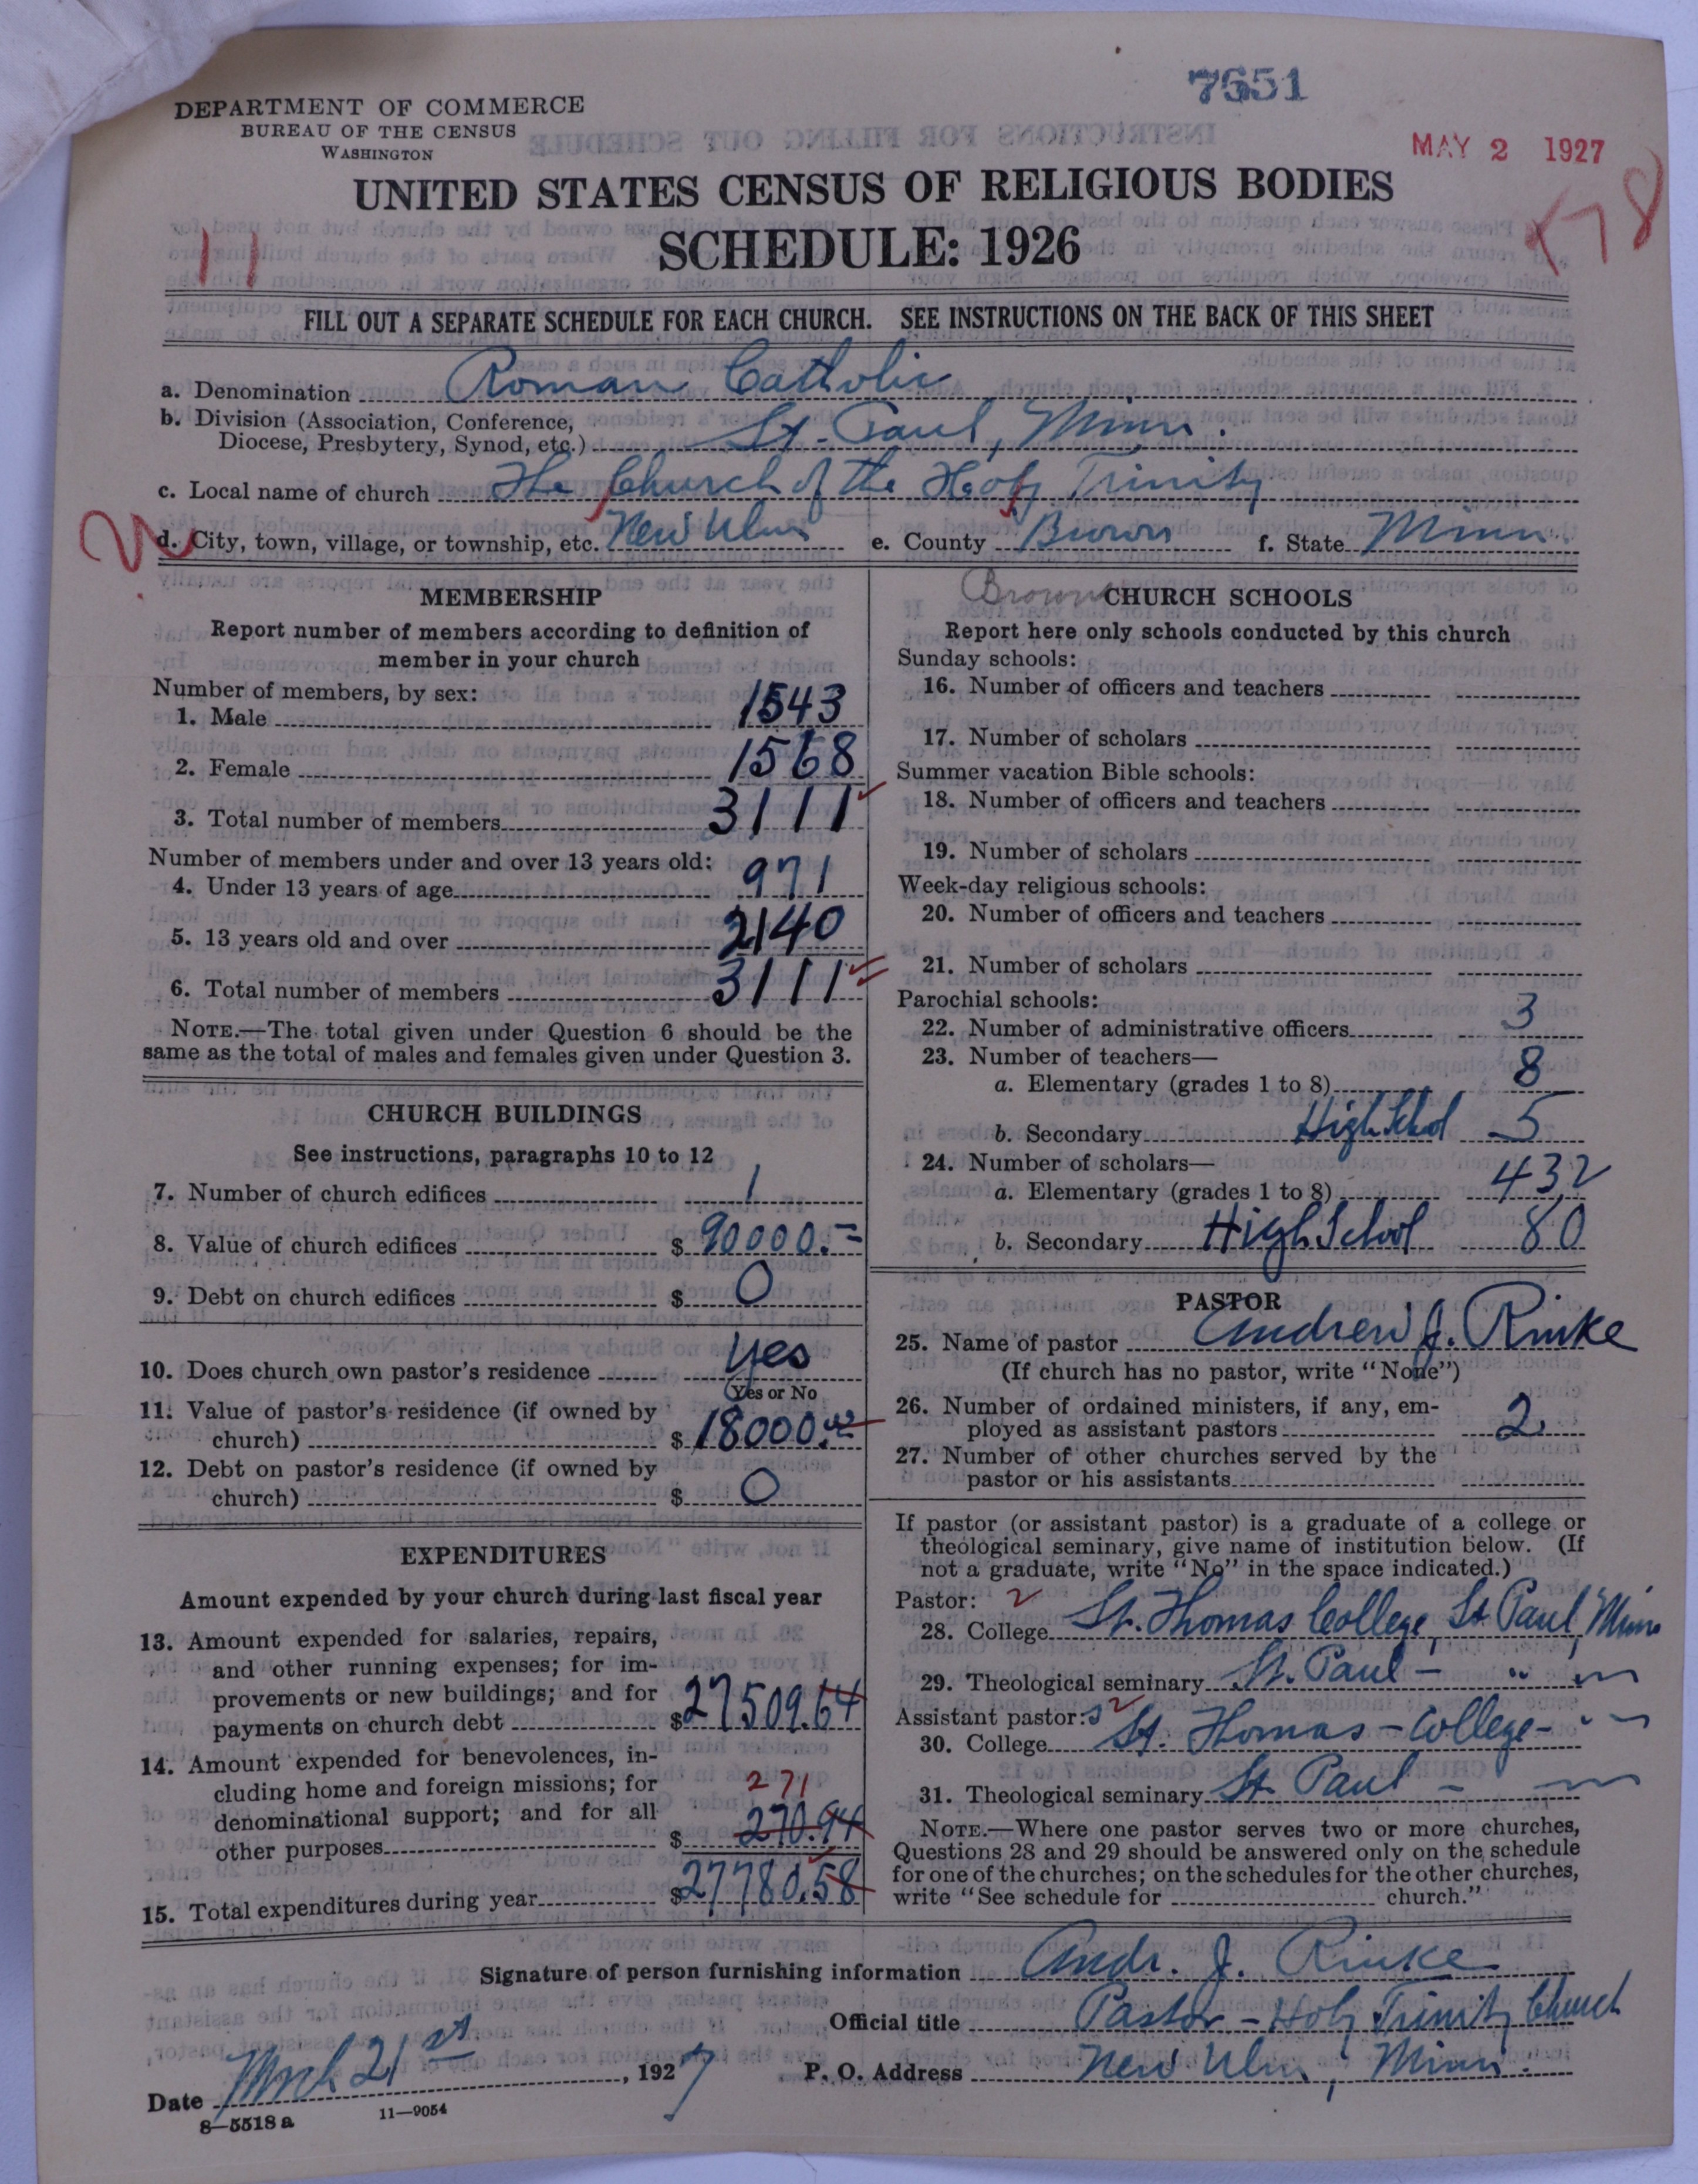 7651
DEPARTMENT OF COMMERCE
BUREAU OF THE CENSUS
WASHINGTON
MAY 2 1927
UNITED STATES CENSUS OF RELIGIOUS BODIES
SCHEDULE: 1926
11
178
FILL OUT A SEPARATE SCHEDULE FOR EACH CHURCH. SEE INSTRUCTIONS ON THE BACK OF THIS SHEET
a. Denomination Roman Catholic
b. Division (Association, Conference,
Diocese, Presbytery, Synod, etc.) St. Paul, Minn.
c. Local name of church The Church of the Holy Trinity
d. City, town, village, or township, etc. New Ulm e. County Brown f. State Minn.
MEMBERSHIP
Report number of members according to definition of
member in your church
Number of members, by sex:
1. Male 1543
2. Female 1568
3. Total number of members 3111
Number of members under and over 13 years old:
4. Under 13 years of age 971
5. 13 years old and over 2140
6. Total number of members 3111
NOTE.—The total given under Question 6 should be the
same as the total of males and females given under Question 3.
CHURCH BUILDINGS
See instructions, paragraphs 10 to 12
7. Number of church edifices 1
8. Value of church edifices $ 90000.=
9. Debt on church edifices $ 0
10. Does church own pastor's residence Yes
Yes or No
11. Value of pastor's residence (if owned by
church) $ 18000.
12. Debt on pastor's residence (if owned by
church) $ 0
EXPENDITURES
Amount expended by your church during last fiscal year
13. Amount expended for salaries, repairs,
and other running expenses; for im-
provements or new buildings; and for
payments on church debt $ 27509.64
14. Amount expended for benevolences, in-
cluding home and foreign missions; for 271
denominational support; and for all
other purposes $ 270.94
15. Total expenditures during year $ 27780.58
Brown
CHURCH SCHOOLS
Report here only schools conducted by this church
Sunday schools:
16. Number of officers and teachers
17. Number of scholars
Summer vacation Bible schools:
18. Number of officers and teachers
19. Number of scholars
Week-day religious schools:
20. Number of officers and teachers
21. Number of scholars
Parochial schools:
22. Number of administrative officers 3
23. Number of teachers—
a. Elementary (grades 1 to 8) 8
b. Secondary High School 5
24. Number of scholars—
a. Elementary (grades 1 to 8) 432
b. Secondary High School 80
PASTOR
25. Name of pastor Andrew J. Rinke
(If church has no pastor, write "None")
26. Number of ordained ministers, if any, em-
ployed as assistant pastors 2.
27. Number of other churches served by the
pastor or his assistants
If pastor (or assistant pastor) is a graduate of a college or
theological seminary, give name of institution below. (If
not a graduate, write "No" in the space indicated.)
Pastor: 2
28. College St. Thomas College, St. Paul, Minn
29. Theological seminary St. Paul — "
Assistant pastor:s 2
30. College St. Thomas - College -
31. Theological seminary St Paul —
NOTE.—Where one pastor serves two or more churches,
Questions 28 and 29 should be answered only on the schedule
for one of the churches; on the schedules for the other churches,
write "See schedule for church."
Signature of person furnishing information Andr. J. Rinke
Official title Pastor - Holy Trinity Church
Date Mrch 21st, 1927 P. O. Address New Ulm, Minn.
8—5518 a 11—9054